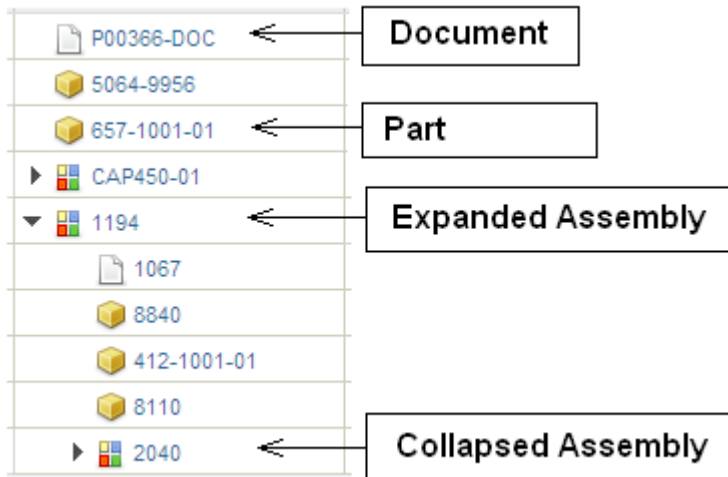 P00366-DOC Document
5064-9956
657-1001-01 Part
CAP450-01
1194 Expanded Assembly
1067
8840
412-1001-01
8110
2040 Collapsed Assembly